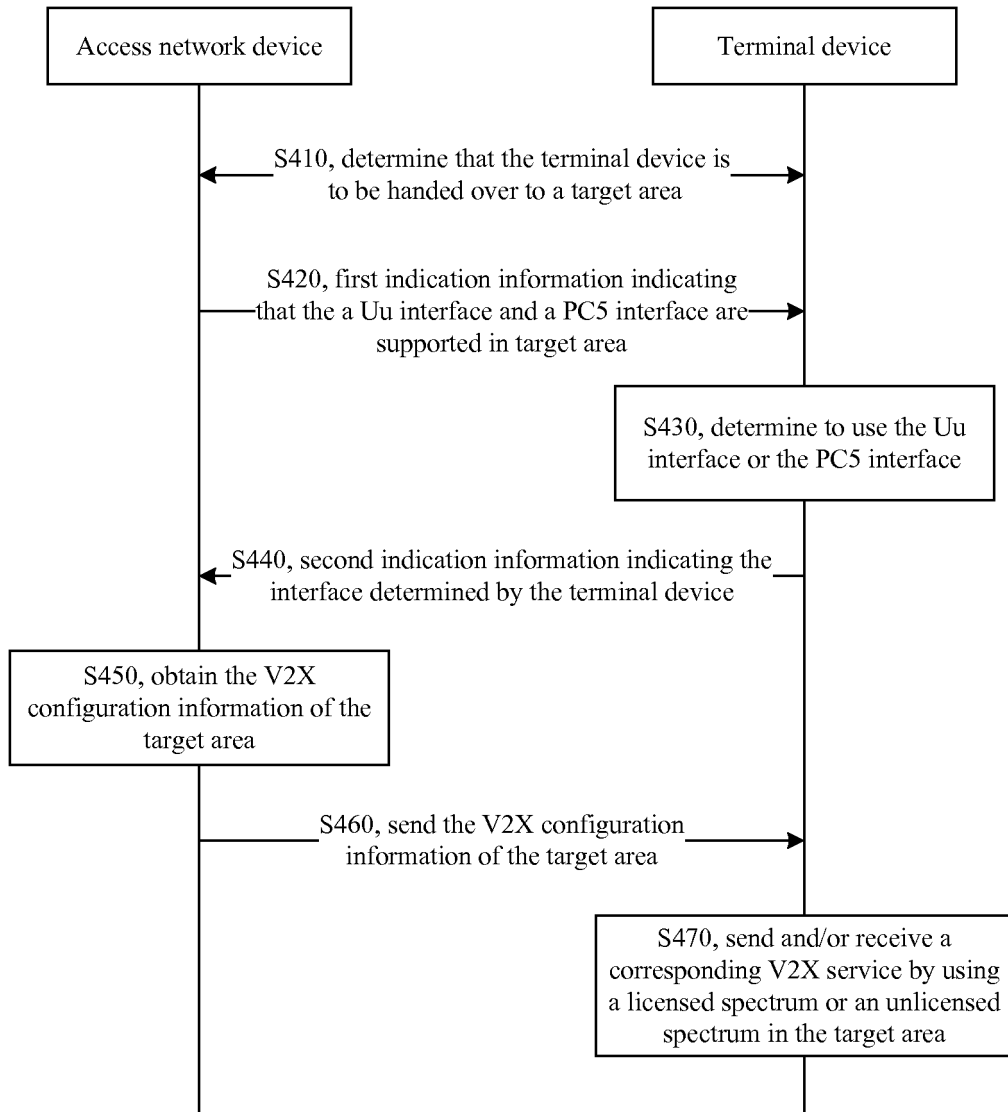 Access network device
Terminal device
S410, determine that the terminal device is
to be handed over to a target area
S420, first indication information indicating
that the a Uu interface and a PC5 interface are
supported in target area
S430, determine to use the Uu
interface or the PC5 interface
S440, second indication information indicating the
interface determined by the terminal device
S450, obtain the V2X
configuration information of the
target area
S460, send the V2X configuration
information of the target area
S470, send and/or receive a
corresponding V2X service by using
a licensed spectrum or an unlicensed
spectrum in the target area